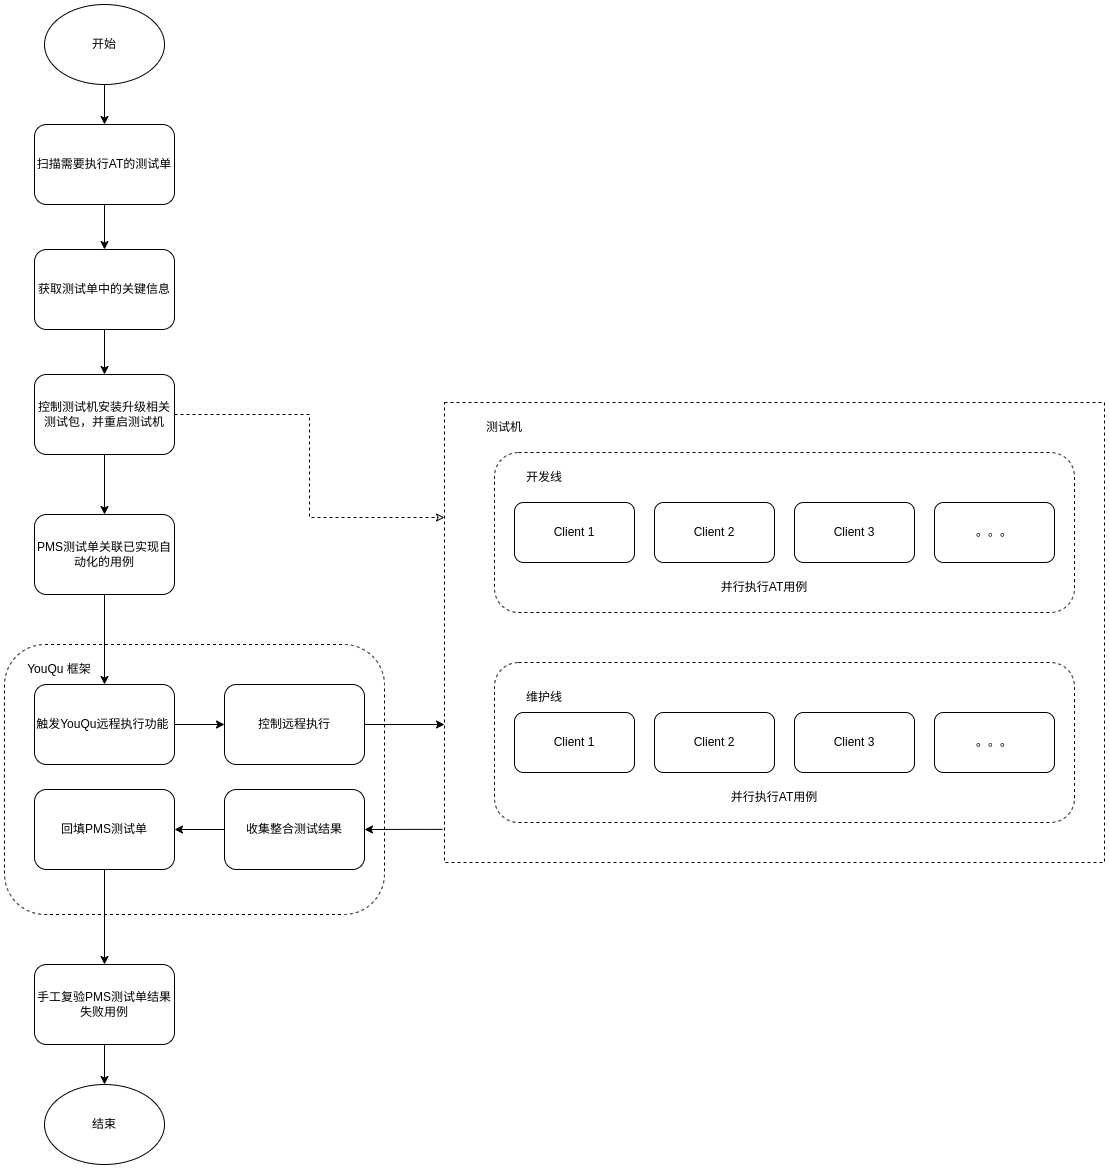 开始
扫描需要执行AT的测试单
获取测试单中的关键信息
控制测试机安装升级相关
测试包，并重启测试机
PMS测试单关联已实现自
动化的用例
YouQu 框架
触发YouQu远程执行功能
控制远程执行
回填PMS测试单
收集整合测试结果
手工复验PMS测试单结果
失败用例
结束
测试机
开发线
Client 1
Client 2
Client 3
。。。
并行执行AT用例
维护线
Client 1
Client 2
Client 3
。。。
并行执行AT用例